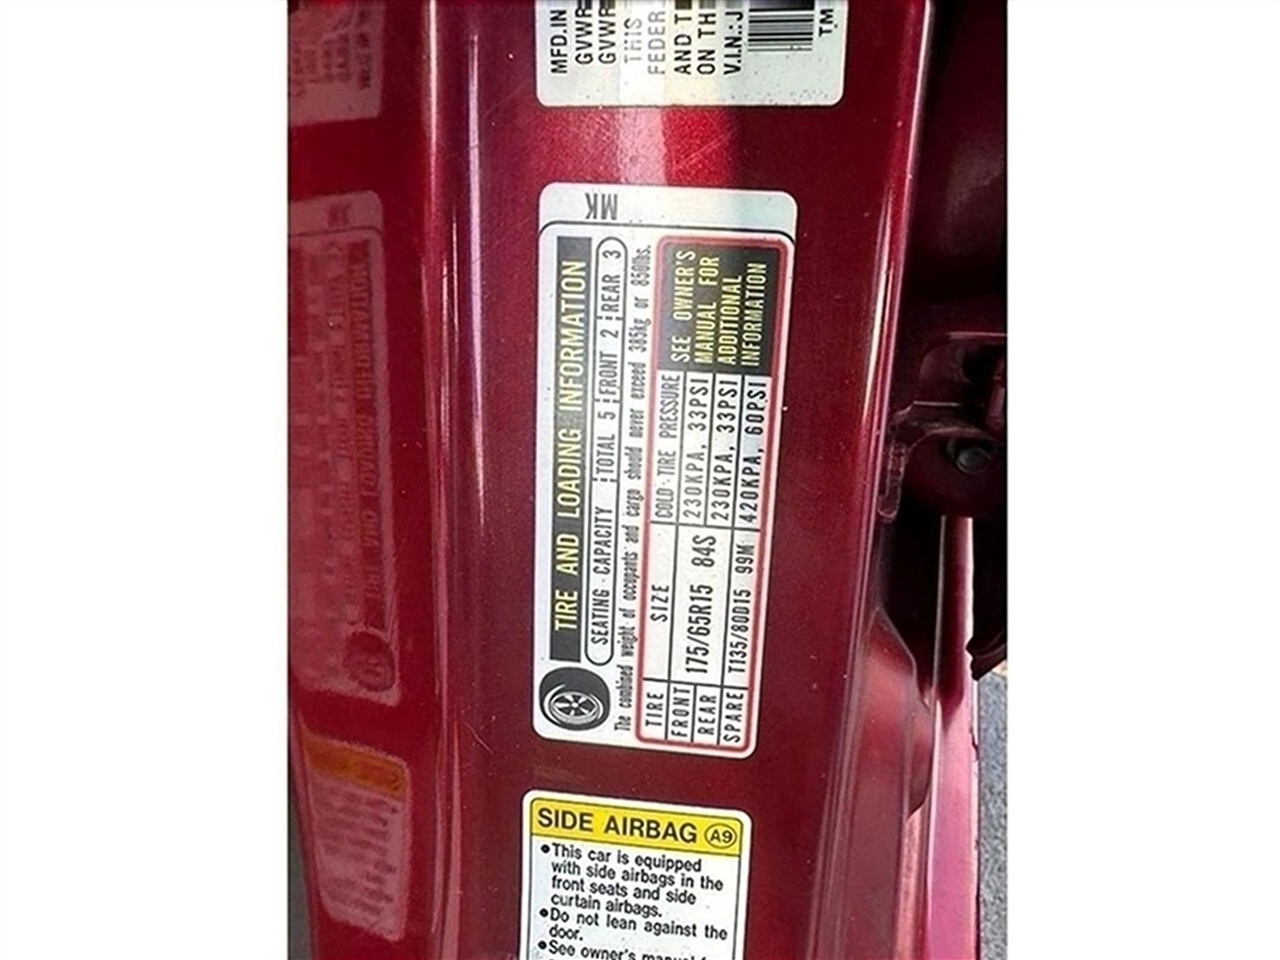 MFD.IN
GVWR
GVWR
THIS
FEDER
AND T
ON TH
V.I.N.: J
TM
MK
TIRE AND LOADING INFORMATION
SEATING CAPACITY TOTAL 5 FRONT 2 REAR 3
The combined weight of occupants and cargo should never exceed 385kg or 850lbs.
TIRE SIZE COLD TIRE PRESSURE
FRONT 175/65R15 84S 230KPA, 33PSI
REAR 230KPA, 33PSI
SPARE T135/80D15 99M 420KPA, 60PSI
SEE OWNER'S
MANUAL FOR
ADDITIONAL
INFORMATION
SIDE AIRBAG A9
•This car is equipped
with side airbags in the
front seats and side
curtain airbags.
•Do not lean against the
door.
•See owner's manual